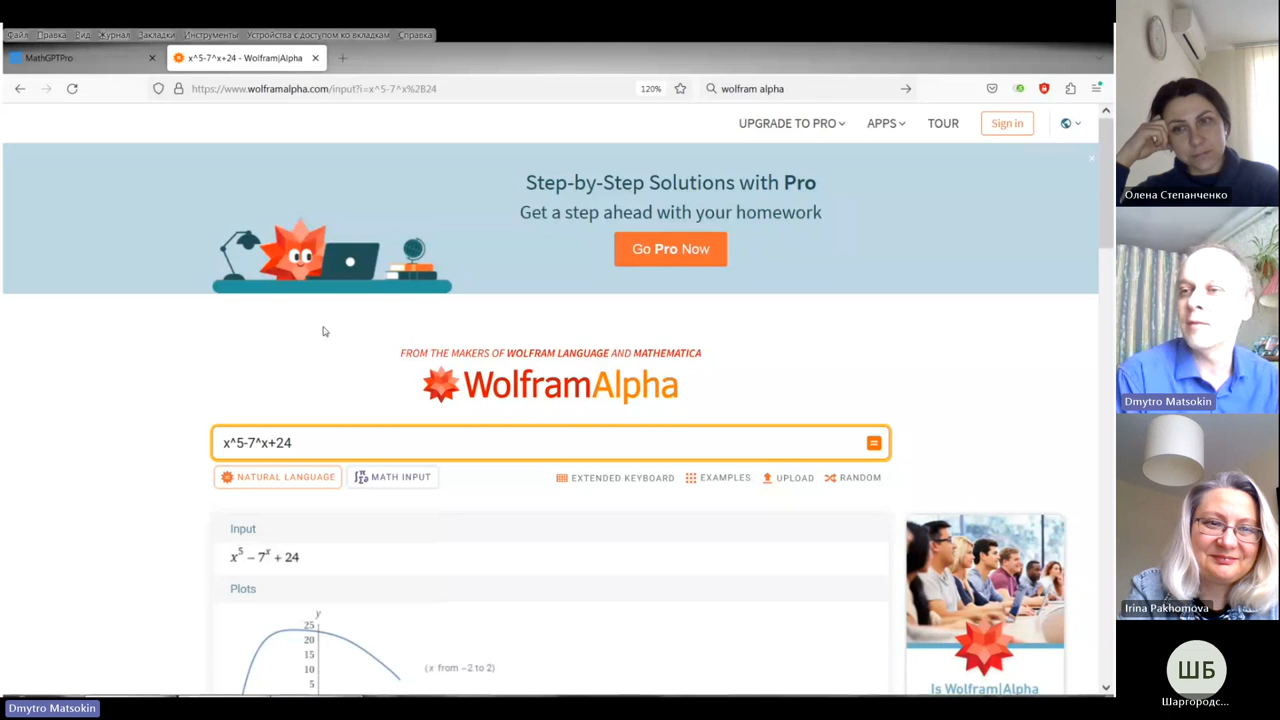 Файл Правка Вид Журнал Закладки Инструменты Устройства с доступом ко вкладкам Справка
MathGPTPro
x^5-7^x+24 - Wolfram|Alpha
https://www.wolframalpha.com/input?i=x^5-7^x%2B24
120%
wolfram alpha
UPGRADE TO PRO APPS TOUR Sign in
Step-by-Step Solutions with Pro
Get a step ahead with your homework
Go Pro Now
FROM THE MAKERS OF WOLFRAM LANGUAGE AND MATHEMATICA
WolframAlpha
x^5-7^x+24
NATURAL LANGUAGE MATH INPUT EXTENDED KEYBOARD EXAMPLES UPLOAD RANDOM
Input
x⁵ − 7ˣ + 24
Plots
y
25
20
15
10
5
(x from −2 to 2)
Is Wolfram|Alpha
Олена Степанченко
Dmytro Matsokin
Irina Pakhomova
ШБ
Шаргородс...
Dmytro Matsokin